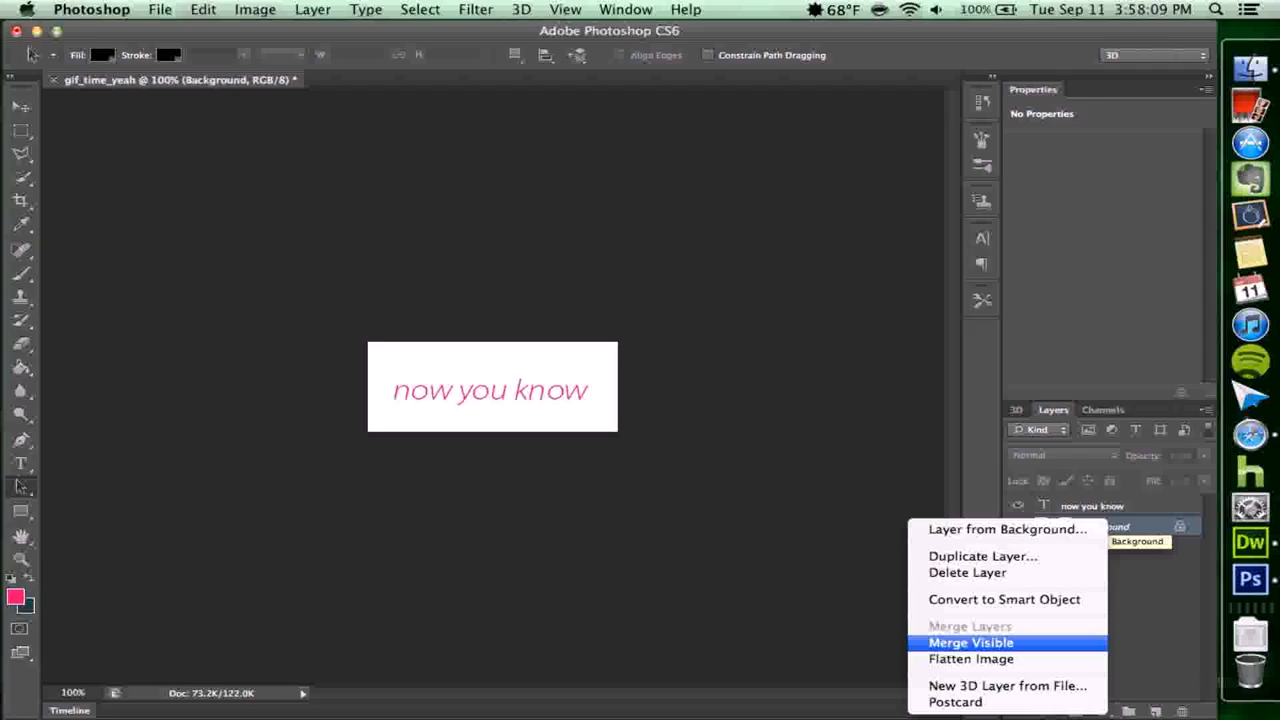 Photoshop File Edit Image Layer Type Select Filter 3D View Window Help 68°F 100% Tue Sep 11 3:58:09 PM
Adobe Photoshop CS6
Fill: Stroke: W H Align Edges Constrain Path Dragging 3D
gif_time_yeah @ 100% (Background, RGB/8) *
Properties
No Properties
11
now you know
3D Layers Channels
Kind
Normal Opacity:
Lock: Fill:
now you know
Layer from Background...
Background
Duplicate Layer...
Delete Layer
Convert to Smart Object
Merge Layers
Merge Visible
Flatten Image
New 3D Layer from File...
Postcard
Dw
Ps
100% Doc: 73.2K/122.0K
Timeline